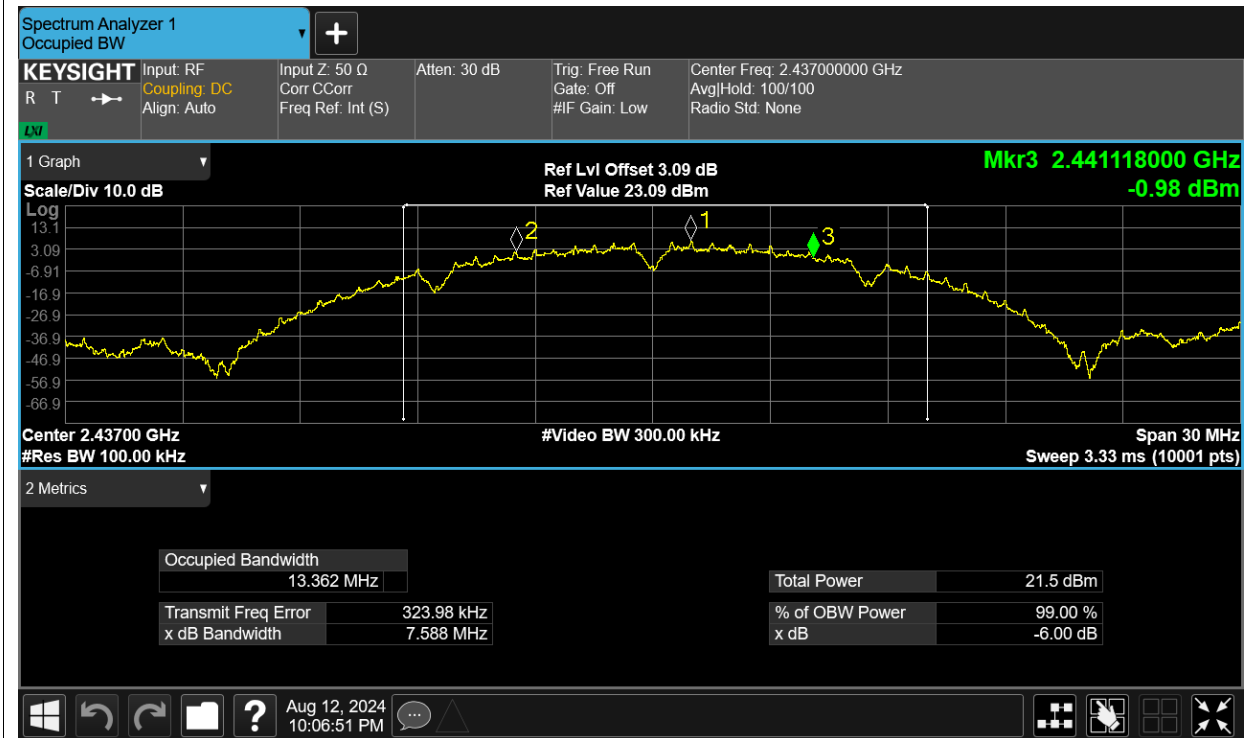 Spectrum Analyzer 1
Occupied BW
KEYSIGHT
R T
LXI
Input: RF
Coupling: DC
Align: Auto
Input Z: 50 Ω
Corr CCorr
Freq Ref: Int (S)
Atten: 30 dB
Trig: Free Run
Gate: Off
#IF Gain: Low
Center Freq: 2.437000000 GHz
Avg|Hold: 100/100
Radio Std: None
1 Graph
Scale/Div 10.0 dB
Ref Lvl Offset 3.09 dB
Ref Value 23.09 dBm
Mkr3 2.441118000 GHz
-0.98 dBm
Log
13.1
3.09
-6.91
-16.9
-26.9
-36.9
-46.9
-56.9
-66.9
2
1
3
Center 2.43700 GHz
#Video BW 300.00 kHz
Span 30 MHz
#Res BW 100.00 kHz
Sweep 3.33 ms (10001 pts)
2 Metrics
Occupied Bandwidth
13.362 MHz
Transmit Freq Error 323.98 kHz
x dB Bandwidth 7.588 MHz
Total Power 21.5 dBm
% of OBW Power 99.00 %
x dB -6.00 dB
?
Aug 12, 2024
10:06:51 PM